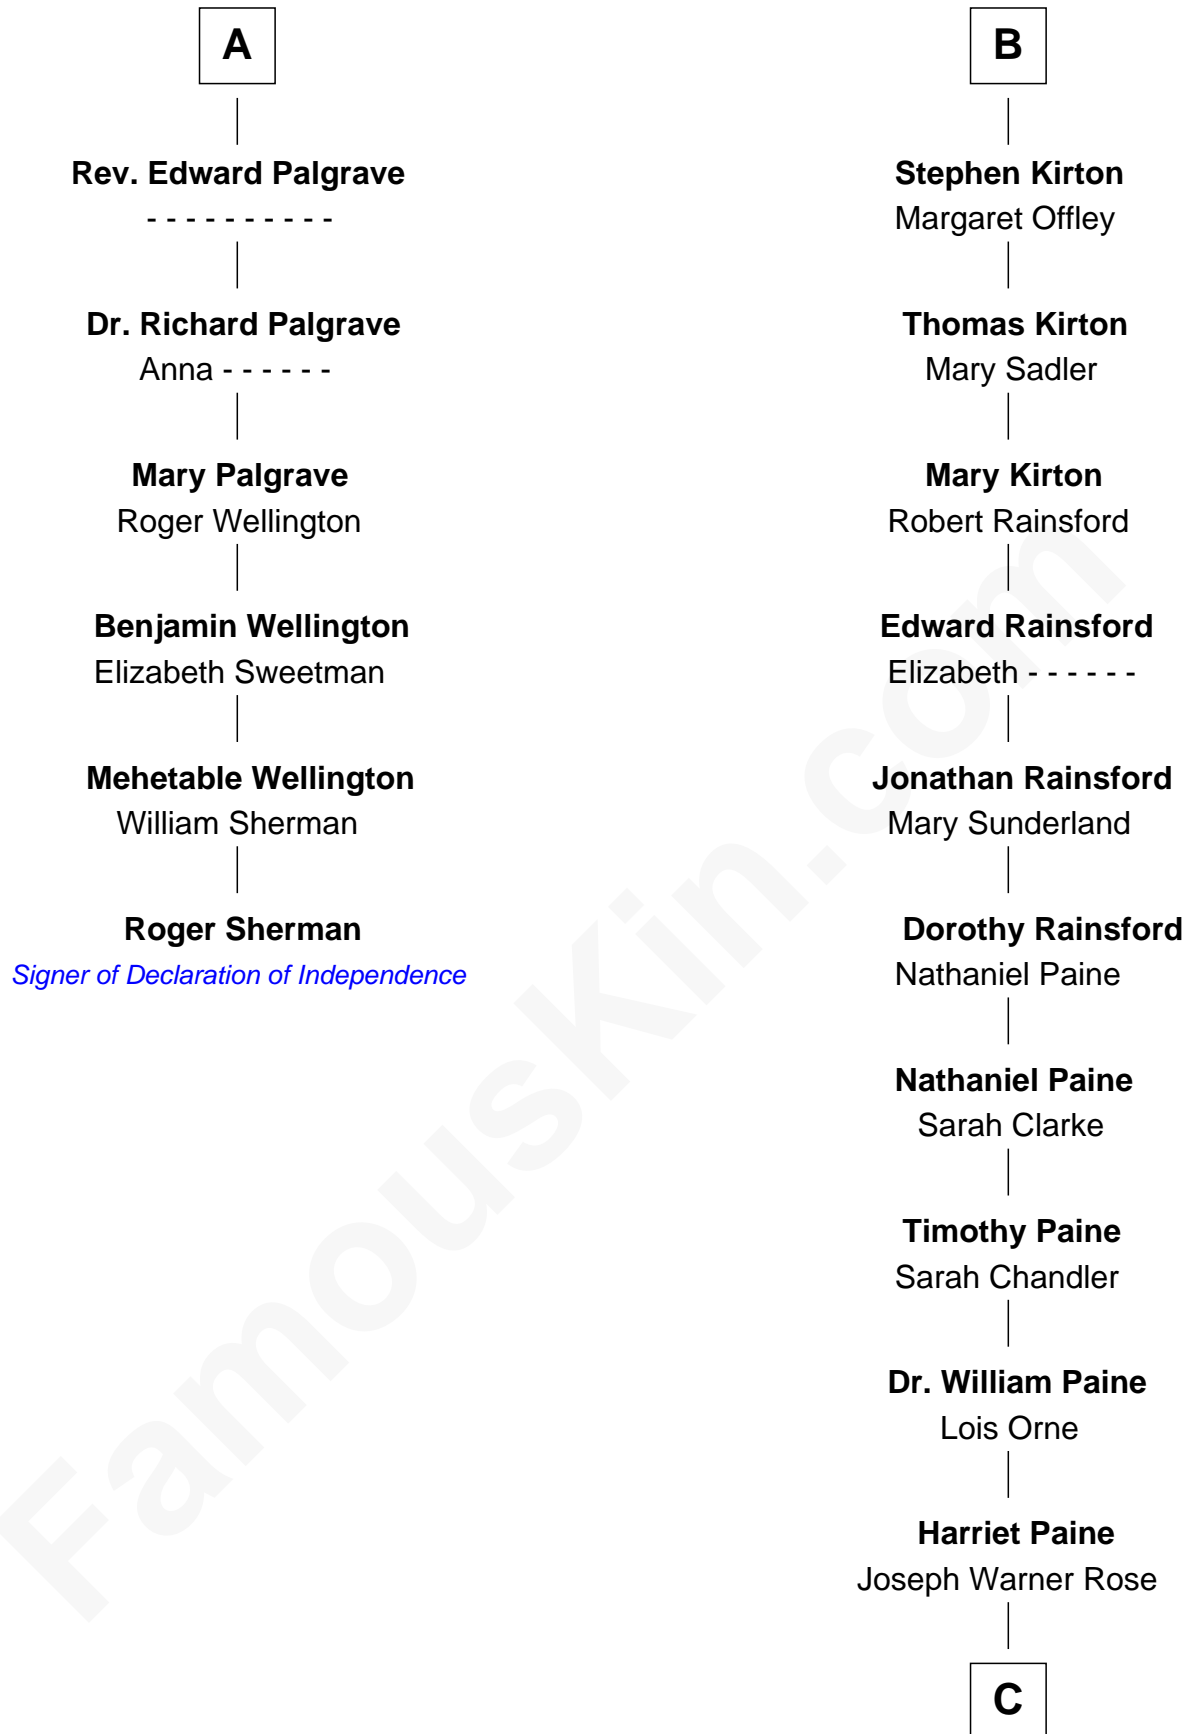 A
Rev. Edward Palgrave
- - - - - - - - - -
Dr. Richard Palgrave
Anna - - - - - -
Mary Palgrave
Roger Wellington
Benjamin Wellington
Elizabeth Sweetman
Mehetable Wellington
William Sherman
Roger Sherman
Signer of Declaration of Independence
B
Stephen Kirton
Margaret Offley
Thomas Kirton
Mary Sadler
Mary Kirton
Robert Rainsford
Edward Rainsford
Elizabeth - - - - - -
Jonathan Rainsford
Mary Sunderland
Dorothy Rainsford
Nathaniel Paine
Nathaniel Paine
Sarah Clarke
Timothy Paine
Sarah Chandler
Dr. William Paine
Lois Orne
Harriet Paine
Joseph Warner Rose
C
FamousKin.com